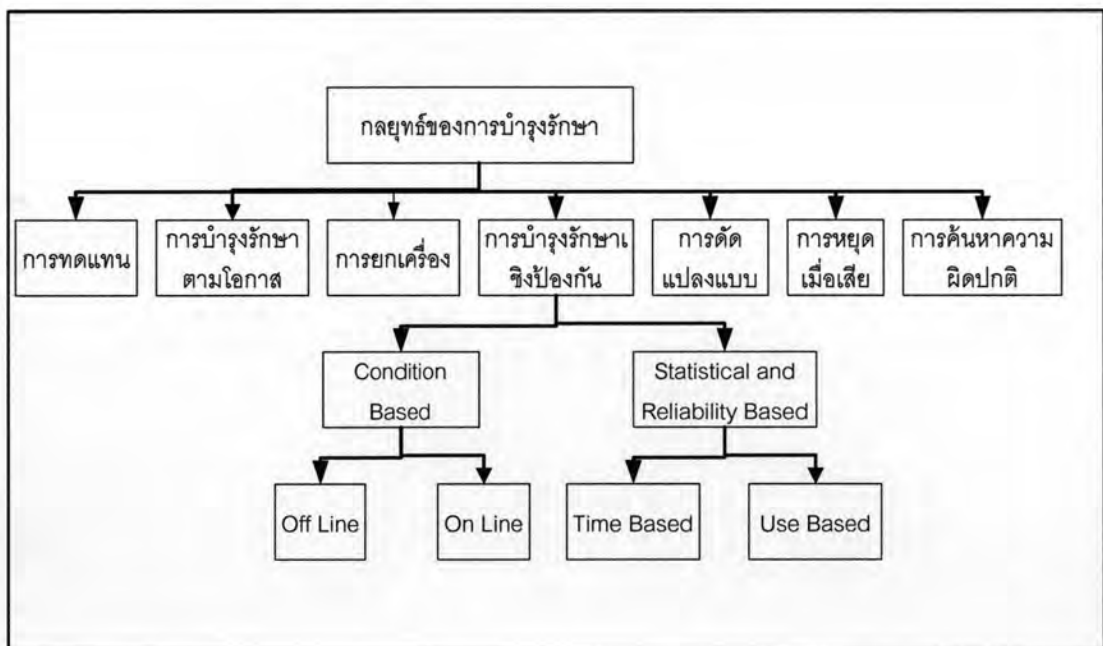 กลยุทธ์ของการบำรุงรักษา
การทดแทน
การบำรุงรักษา
ตามโอกาส
การยกเครื่อง
การบำรุงรักษาเ
ชิงป้องกัน
การดัด
แปลงแบบ
การหยุด
เมื่อเสีย
การค้นหาความ
ผิดปกติ
Condition
Based
Statistical and
Reliability Based
Off Line
On Line
Time Based
Use Based